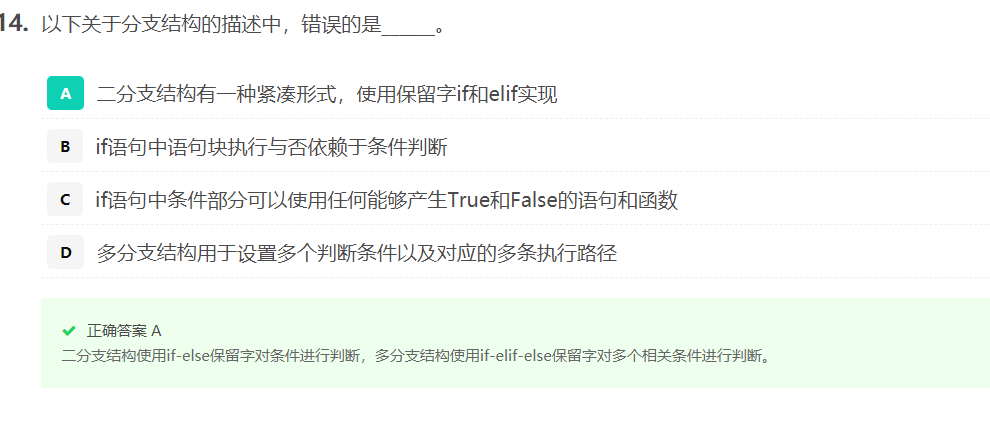 14. 以下关于分支结构的描述中，错误的是______。
A 二分支结构有一种紧凑形式，使用保留字if和elif实现
B if语句中语句块执行与否依赖于条件判断
C if语句中条件部分可以使用任何能够产生True和False的语句和函数
D 多分支结构用于设置多个判断条件以及对应的多条执行路径
正确答案 A
二分支结构使用if-else保留字对条件进行判断，多分支结构使用if-elif-else保留字对多个相关条件进行判断。